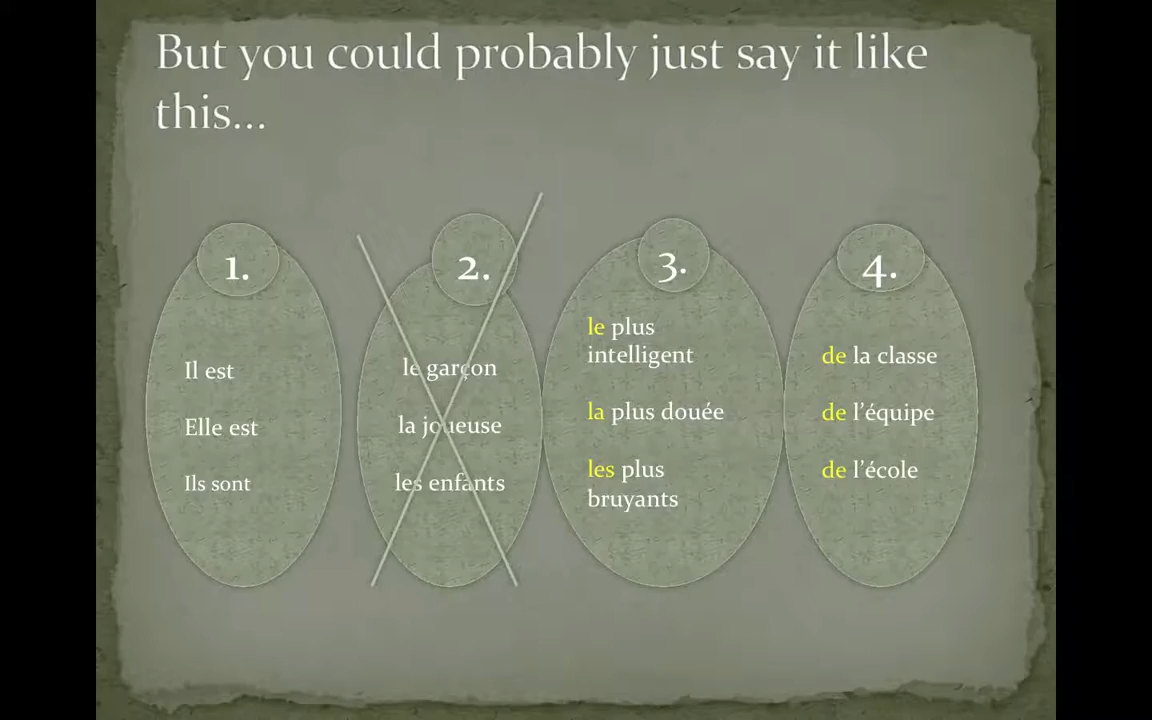 But you could probably just say it like
this...
1.
Il est
Elle est
Ils sont
2.
le garçon
la joueuse
les enfants
3.
le plus
intelligent
la plus douée
les plus
bruyants
4.
de la classe
de l’équipe
de l’école